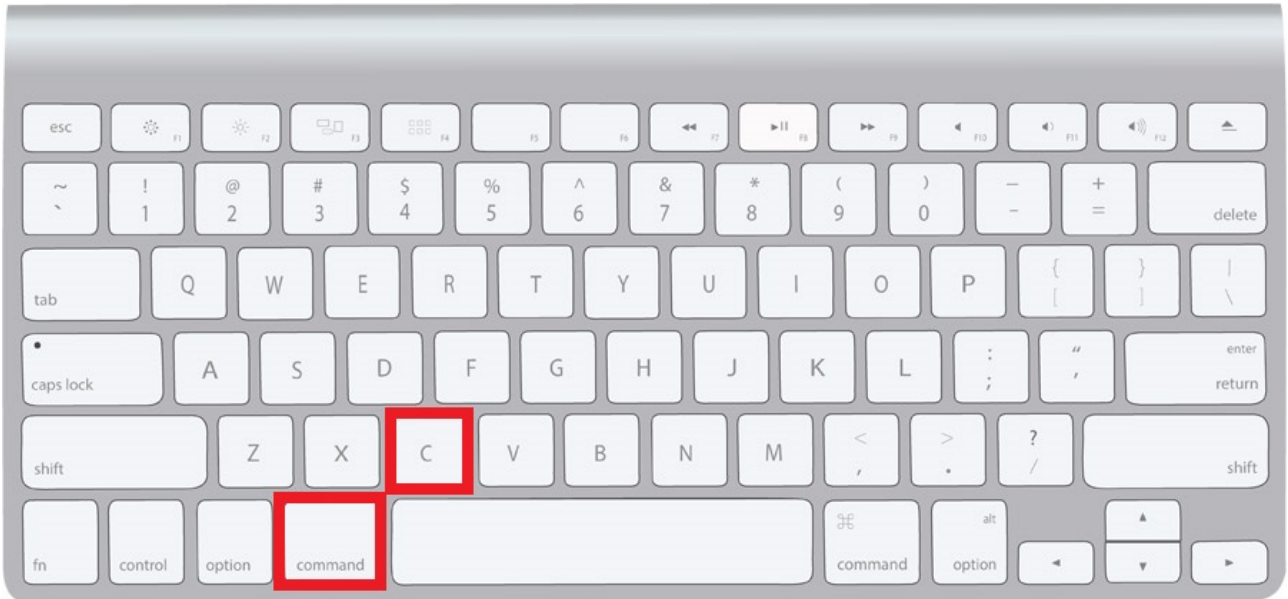 esc F1 F2 F3 F4 F5 F6 F7 F8 F9 F10 F11 F12
~ ! @ # $ % ^ & * ( ) — +
` 1 2 3 4 5 6 7 8 9 0 - = delete
tab Q W E R T Y U I O P { } |
[ ] \
caps lock A S D F G H J K L : “ enter
; ‚ return
shift Z X C V B N M < > ? shift
, . /
⌘ alt
fn control option command command option